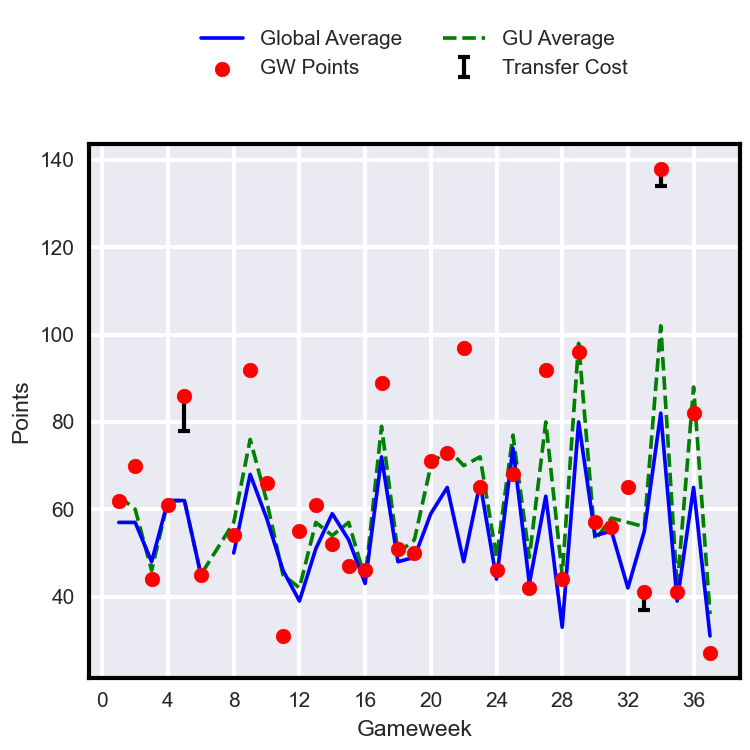 Global Average
GU Average
GW Points
Transfer Cost
140
120
100
80
60
40
Points
0 4 8 12 16 20 24 28 32 36
Gameweek